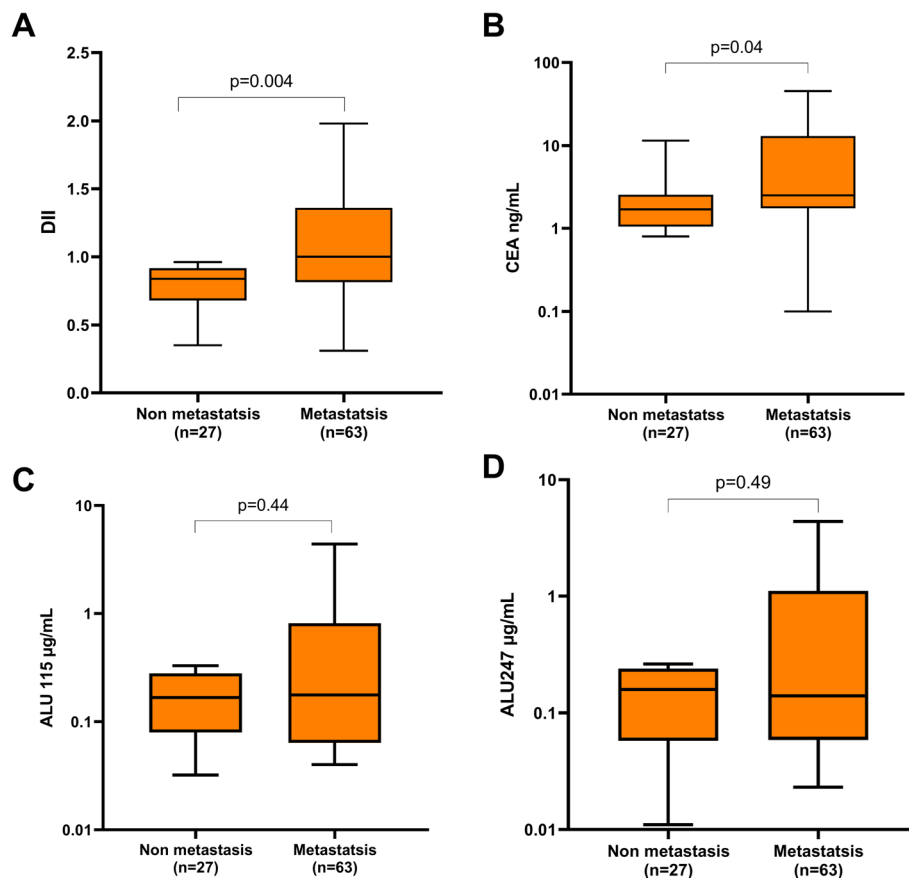 A
p=0.004
2.5
2.0
1.5
1.0
0.5
0.0
DII
Non metastatsis
(n=27)
Metastatsis
(n=63)
B
p=0.04
100
10
1
0.1
0.01
CEA ng/mL
Non metastatss
(n=27)
Metastatsis
(n=63)
C
p=0.44
10
1
0.1
0.01
ALU 115 µg/mL
Non metastasis
(n=27)
Metastatsis
(n=63)
D
p=0.49
10
1
0.1
0.01
ALU247 µg/mL
Non metastatsis
(n=27)
Metastatsis
(n=63)